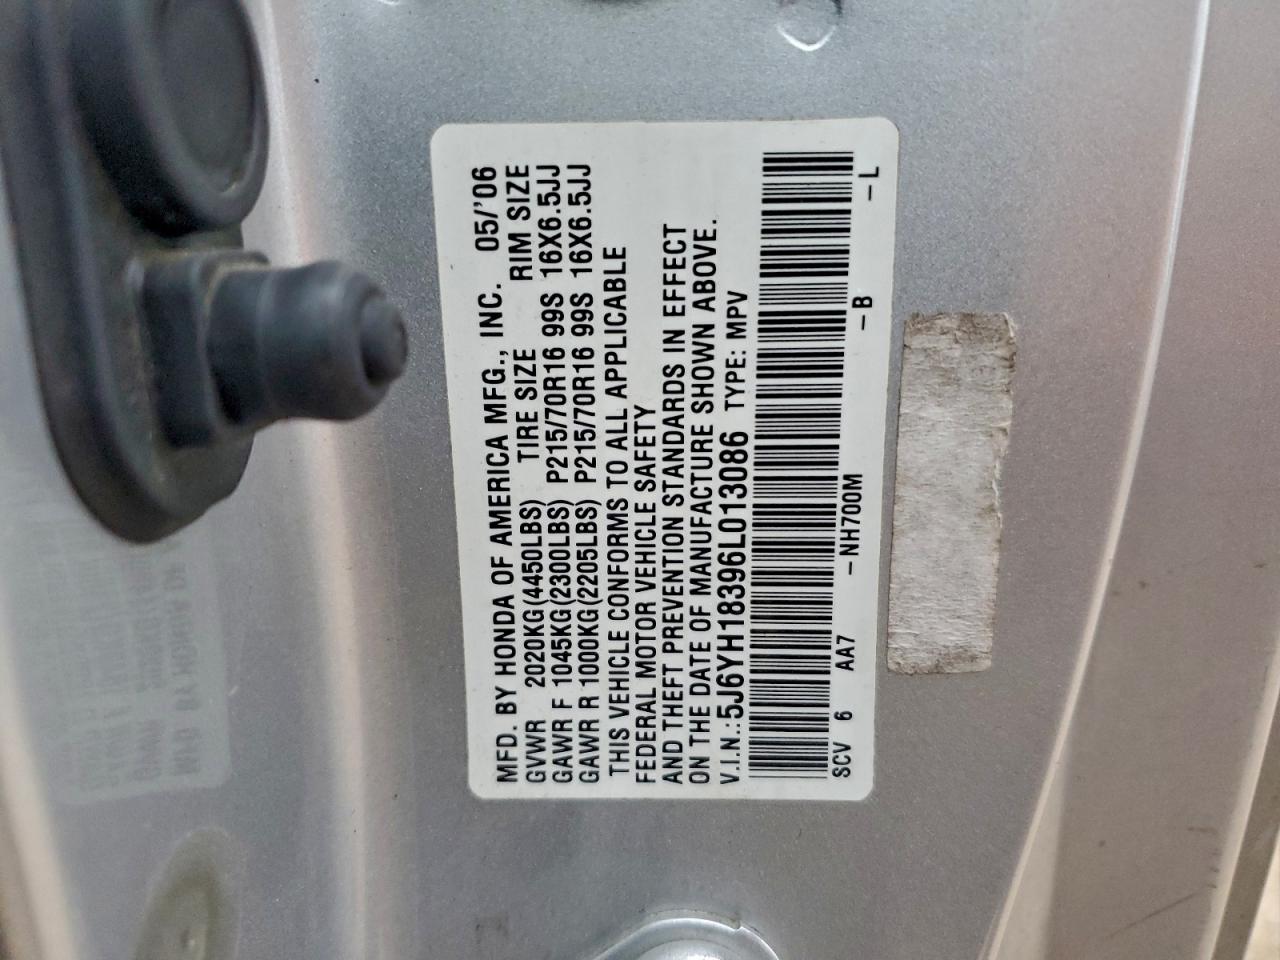 MFD. BY HONDA OF AMERICA MFG., INC. 05/'06
GVWR 2020KG(4450LBS) TIRE SIZE RIM SIZE
GAWR F 1045KG(2300LBS) P215/70R16 99S 16X6.5JJ
GAWR R 1000KG(2205LBS) P215/70R16 99S 16X6.5JJ
THIS VEHICLE CONFORMS TO ALL APPLICABLE
FEDERAL MOTOR VEHICLE SAFETY
AND THEFT PREVENTION STANDARDS IN EFFECT
ON THE DATE OF MANUFACTURE SHOWN ABOVE.
V.I.N.:5J6YH18396L013086 TYPE: MPV
SCV 6 AA7 -NH700M -B -L